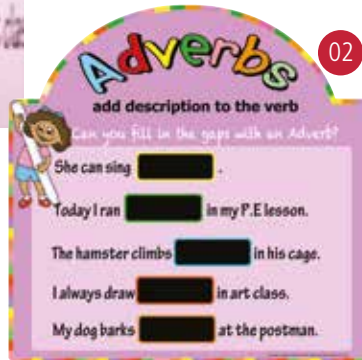 02
Adverbs
add description to the verb
Can you fill in the gaps with an Adverb?
She can sing .
Today I ran in my P.E lesson.
The hamster climbs in his cage.
I always draw in art class.
My dog barks at the postman.